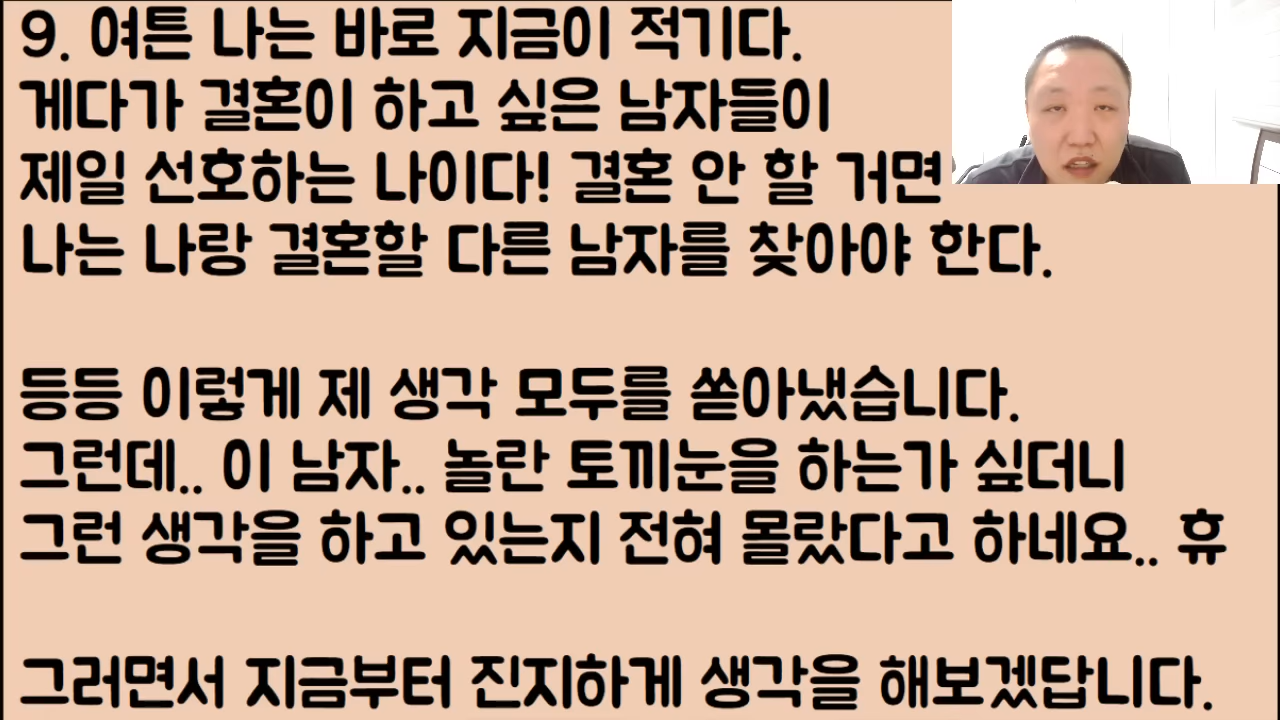 9. 여튼 나는 바로 지금이 적기다.
게다가 결혼이 하고 싶은 남자들이
제일 선호하는 나이다! 결혼 안 할 거면
나는 나랑 결혼할 다른 남자를 찾아야 한다.
등등 이렇게 제 생각 모두를 쏟아냈습니다.
그런데.. 이 남자.. 놀란 토끼눈을 하는가 싶더니
그런 생각을 하고 있는지 전혀 몰랐다고 하네요.. 휴
그러면서 지금부터 진지하게 생각을 해보겠답니다.